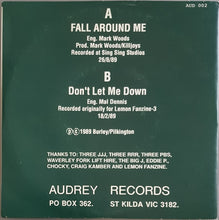 AUD 002
A
FALL AROUND ME
Eng. Mark Woods
Prod. Mark Woods/Killjoys
Recorded at Sing Sing Studios
26/8/89
B
Don't Let Me Down
Eng. Mal Dennis
Recorded originally for Lemon Fanzine-3
18/2/89
Ⓟ © 1989 Burley/Pilkington
THANKS TO: THREE JJJ, THREE RRR, THREE PBS,
WAVERLEY FORK LIFT HIRE, THE BIG J, EDDIE P.,
CHOCKY, CRAIG KAMBER and LEMON FANZINE.
AUDREY RECORDS
PO BOX 362. ST KILDA VIC 3182.